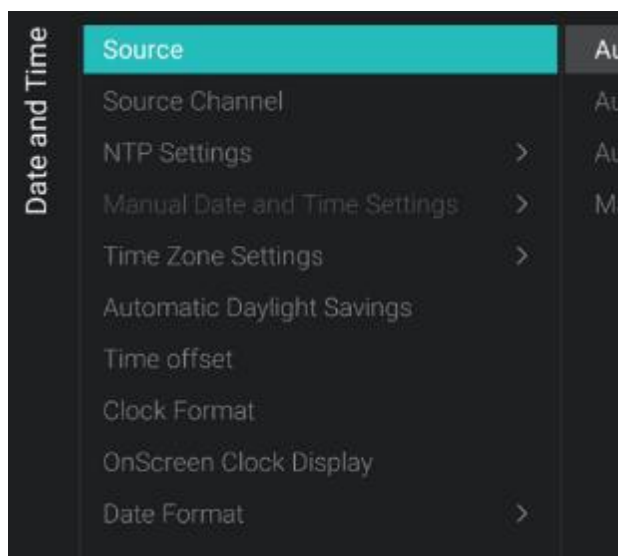 Date and Time
Source
Source Channel
NTP Settings
Manual Date and Time Settings
Time Zone Settings
Automatic Daylight Savings
Time offset
Clock Format
OnScreen Clock Display
Date Format